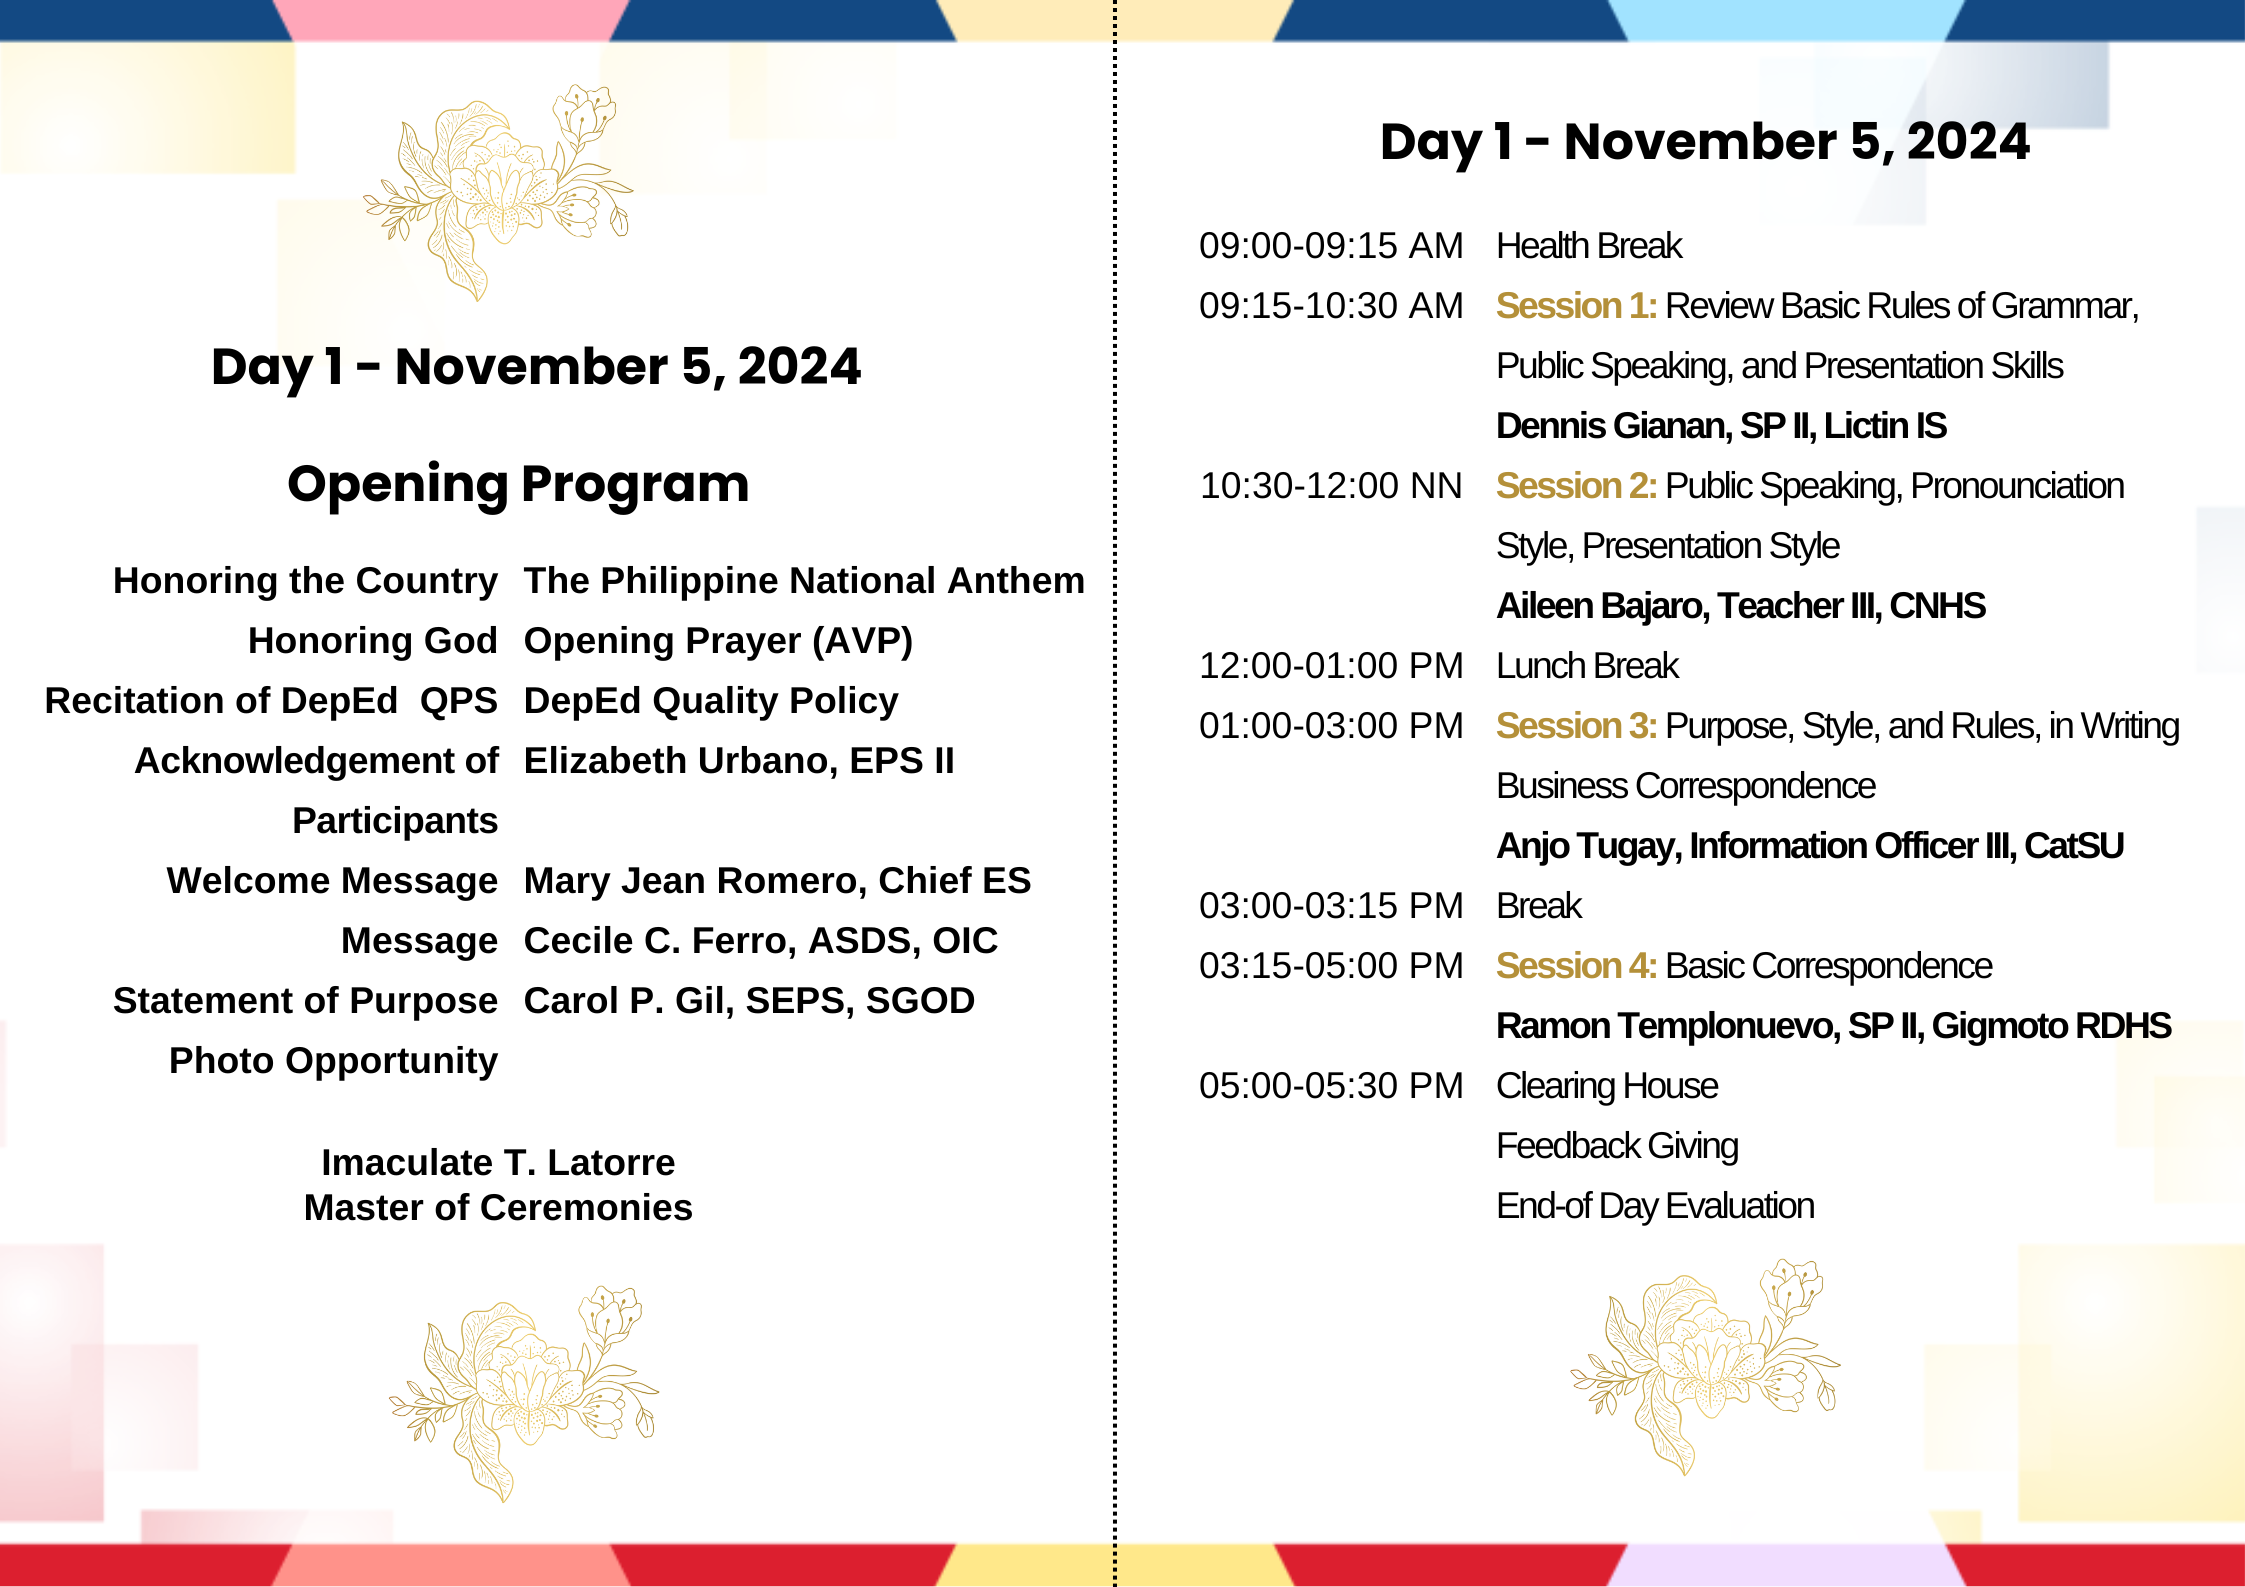 Day 1 - November 5, 2024
Opening Program
Honoring the Country The Philippine National Anthem
Honoring God Opening Prayer (AVP)
Recitation of DepEd QPS DepEd Quality Policy
Acknowledgement of Elizabeth Urbano, EPS II
Participants
Welcome Message Mary Jean Romero, Chief ES
Message Cecile C. Ferro, ASDS, OIC
Statement of Purpose Carol P. Gil, SEPS, SGOD
Photo Opportunity
Imaculate T. Latorre
Master of Ceremonies
Day 1 - November 5, 2024
09:00-09:15 AM Health Break
09:15-10:30 AM Session 1: Review Basic Rules of Grammar,
Public Speaking, and Presentation Skills
Dennis Gianan, SP II, Lictin IS
10:30-12:00 NN Session 2: Public Speaking, Pronounciation
Style, Presentation Style
Aileen Bajaro, Teacher III, CNHS
12:00-01:00 PM Lunch Break
01:00-03:00 PM Session 3: Purpose, Style, and Rules, in Writing
Business Correspondence
Anjo Tugay, Information Officer III, CatSU
03:00-03:15 PM Break
03:15-05:00 PM Session 4: Basic Correspondence
Ramon Templonuevo, SP II, Gigmoto RDHS
05:00-05:30 PM Clearing House
Feedback Giving
End-of Day Evaluation